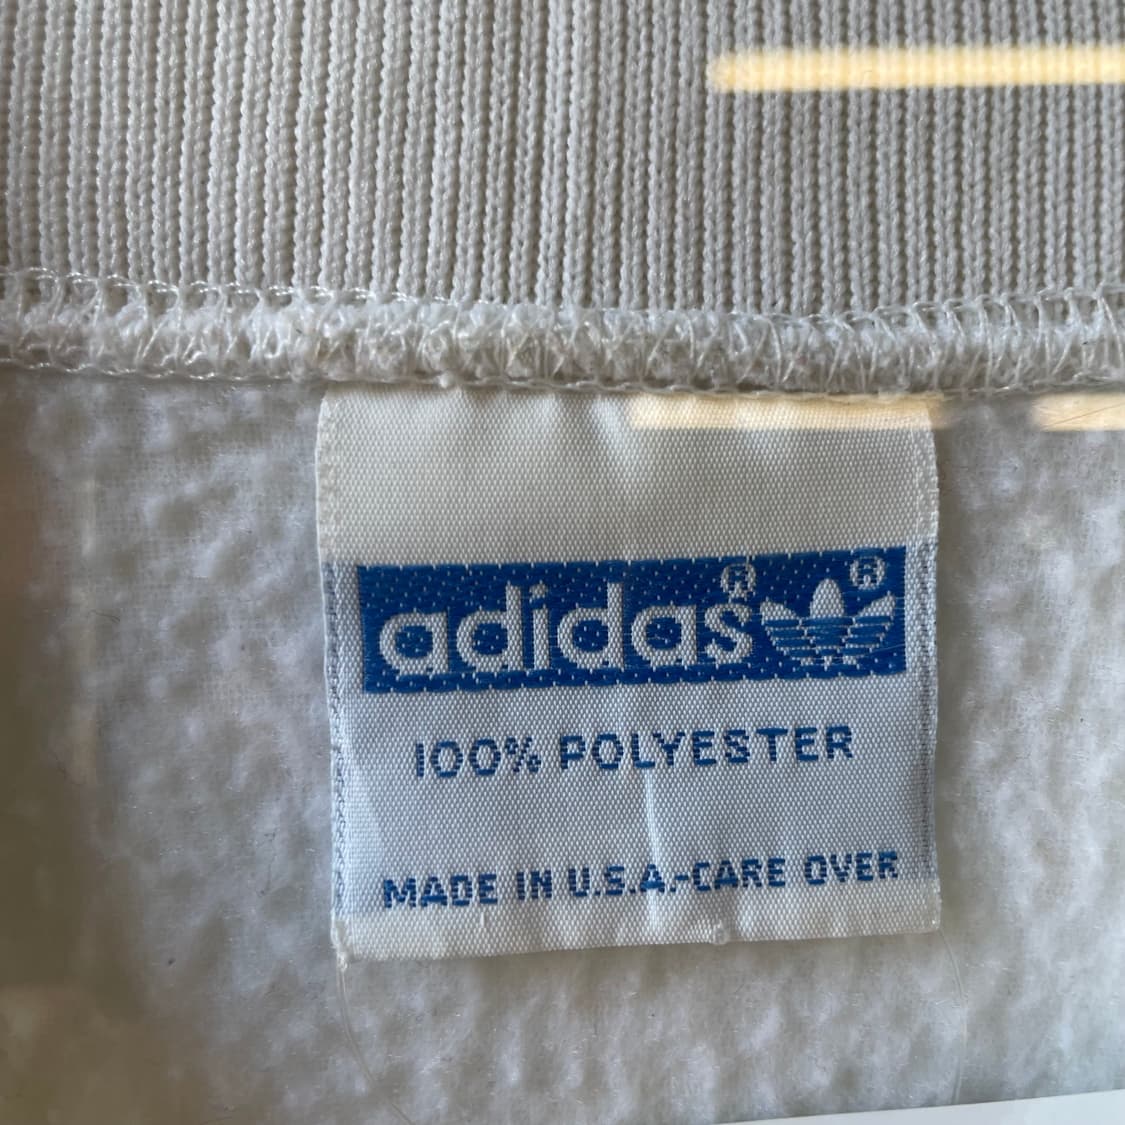 adidas® ®
100% POLYESTER
MADE IN U.S.A.-CARE OVER